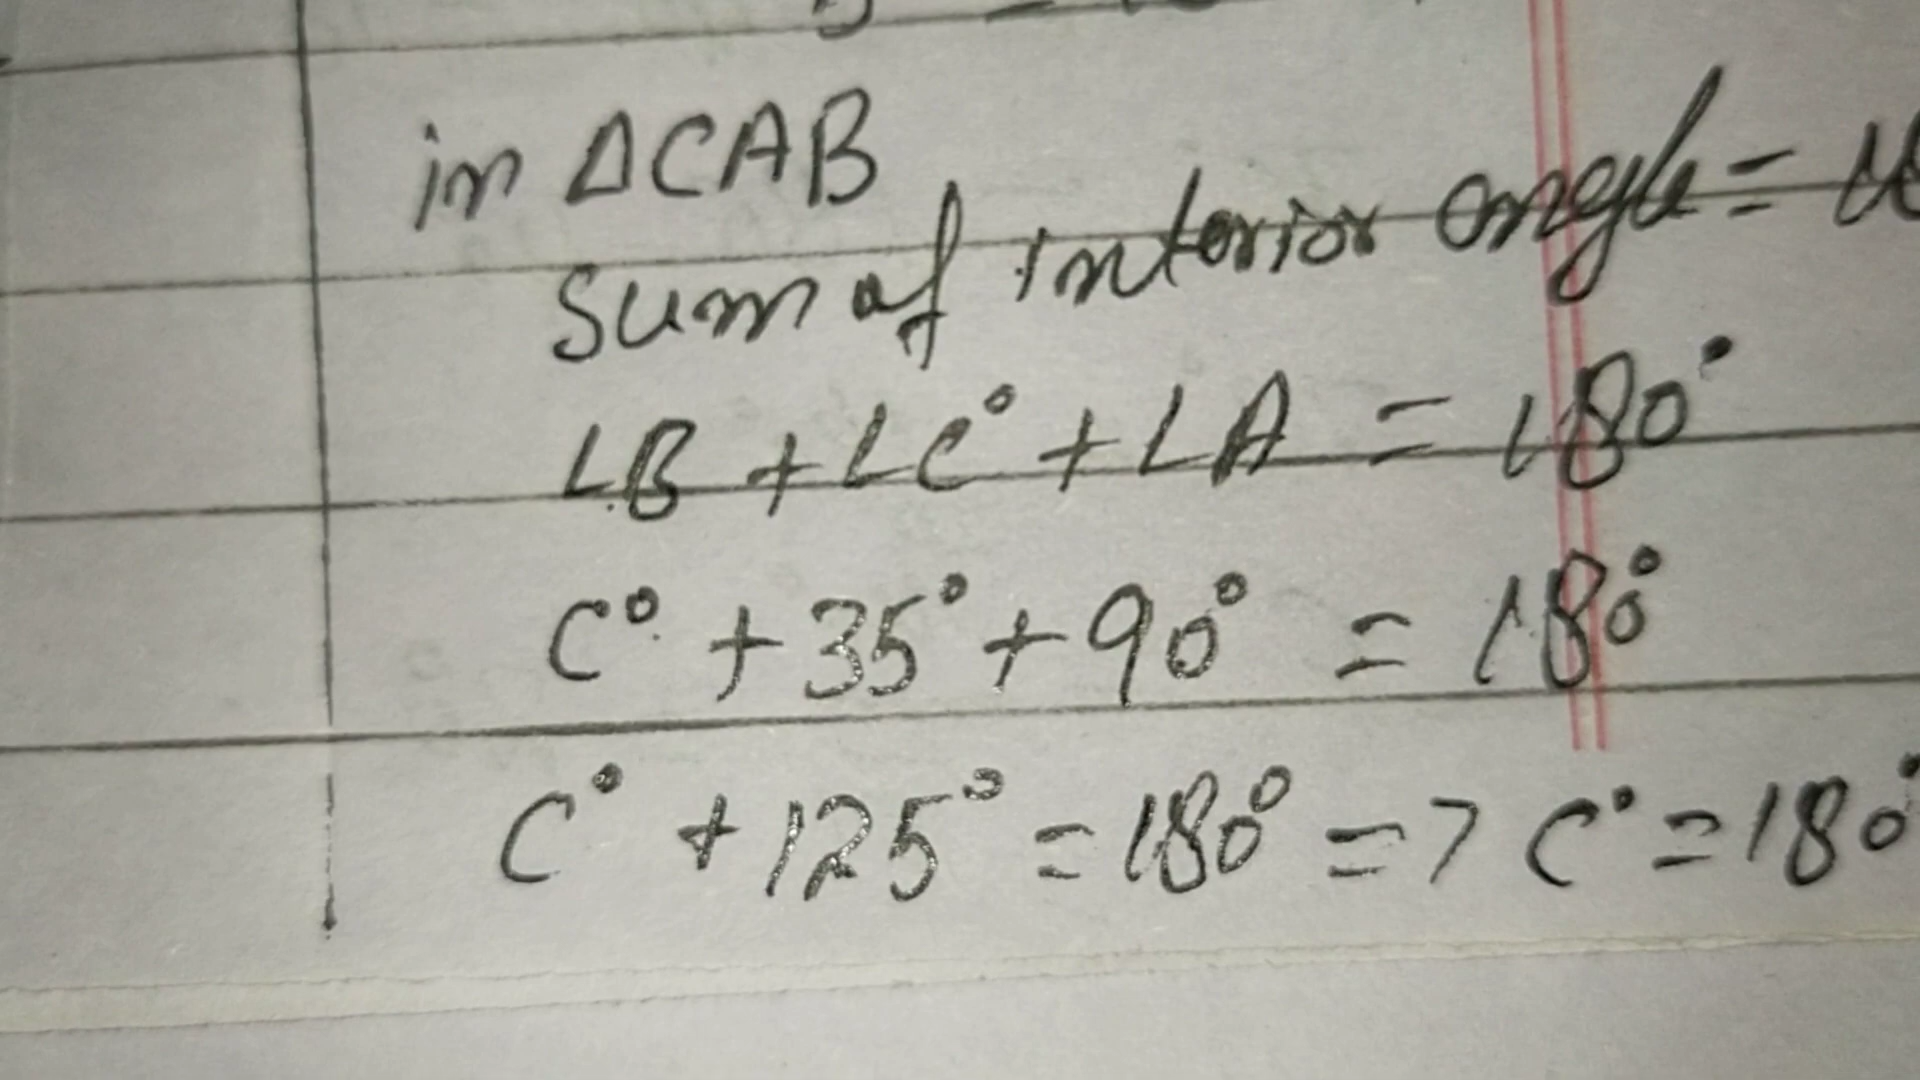 in ΔCAB
Sum of interior angle =
∠B + ∠C° + ∠A = 180°
C° + 35° + 90° = 180°
C° + 125° = 180° => C° = 180°